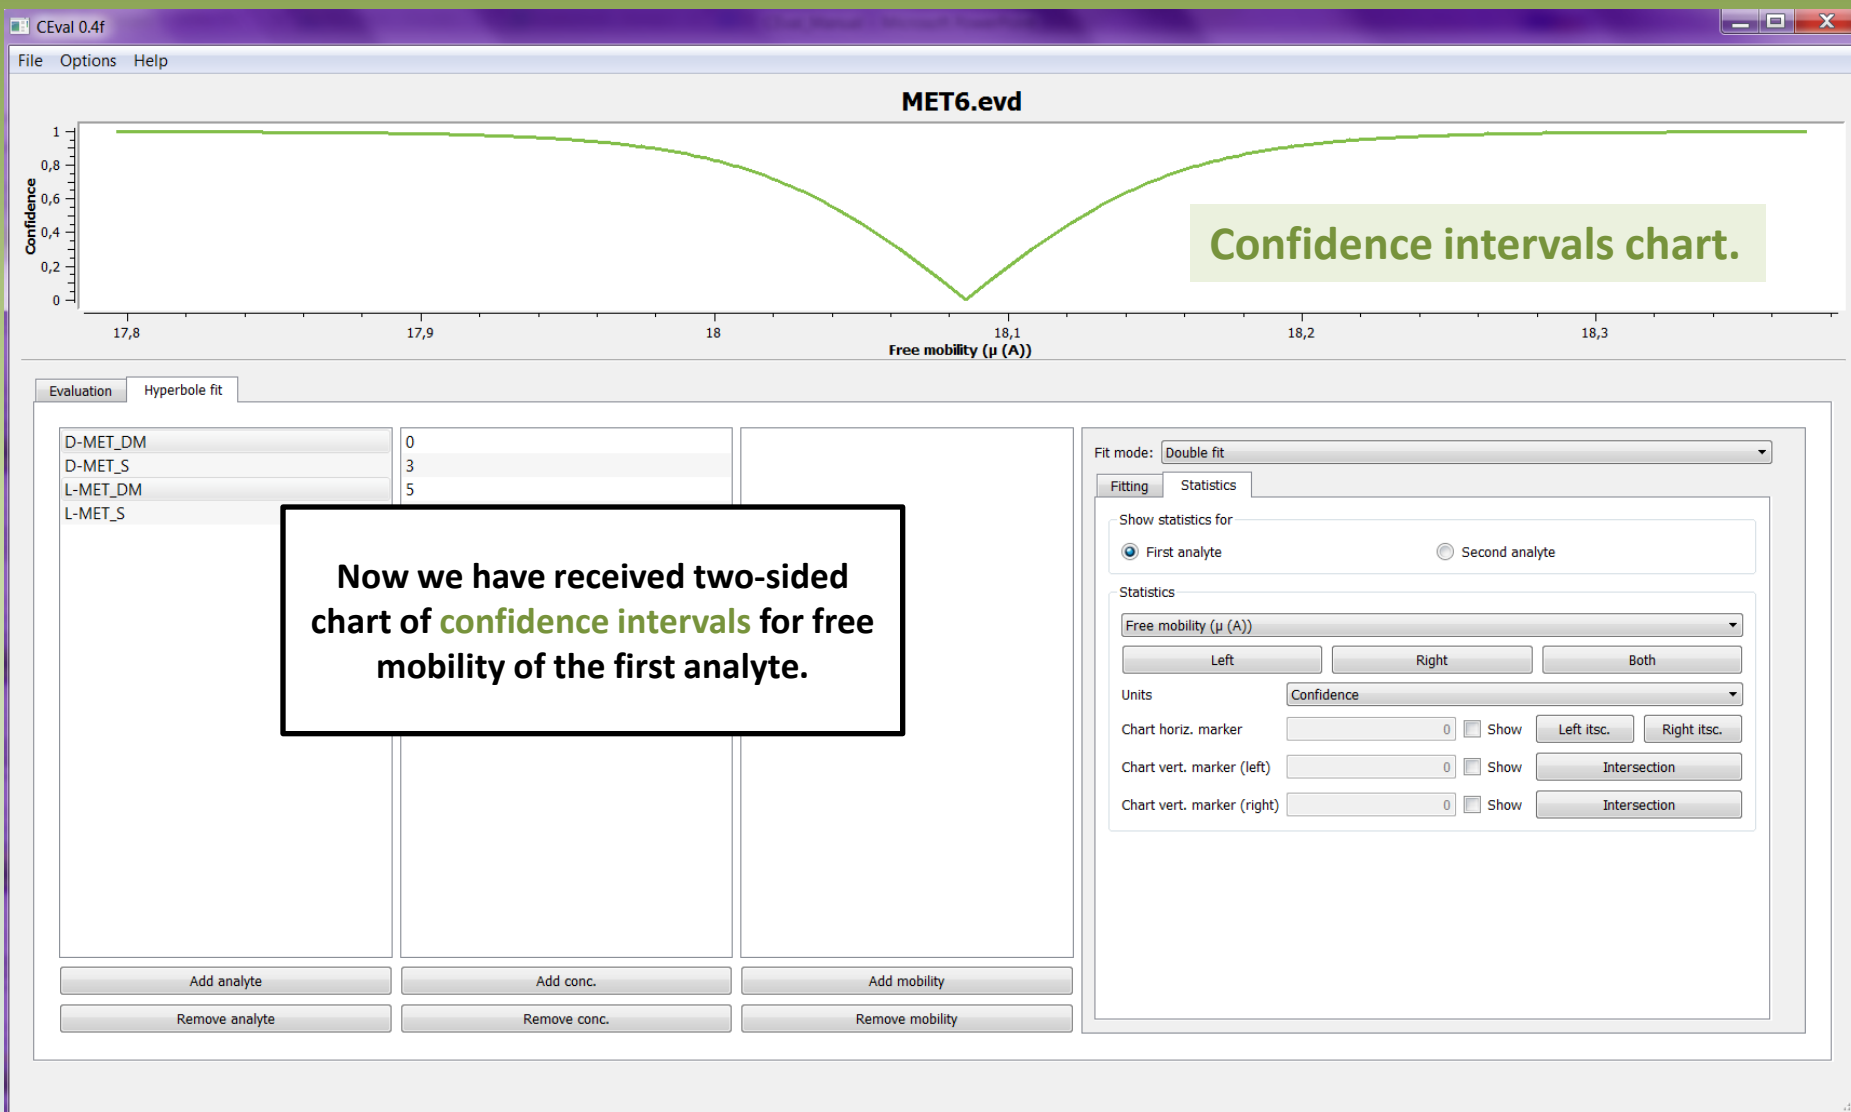 CEval 0.4f
File Options Help
MET6.evd
Confidence
1
0,8
0,6
0,4
0,2
0
Confidence intervals chart.
17,8 17,9 18 18,1 18,2 18,3
Free mobility (μ (A))
Evaluation Hyperbole fit
D-MET_DM
D-MET_S
L-MET_DM
L-MET_S
0
3
5
Now we have received two-sided
chart of confidence intervals for free
mobility of the first analyte.
Add analyte Add conc. Add mobility
Remove analyte Remove conc. Remove mobility
Fit mode: Double fit
Fitting Statistics
Show statistics for
First analyte Second analyte
Statistics
Free mobility (μ (A))
Left Right Both
Units Confidence
Chart horiz. marker 0 Show Left itsc. Right itsc.
Chart vert. marker (left) 0 Show Intersection
Chart vert. marker (right) 0 Show Intersection